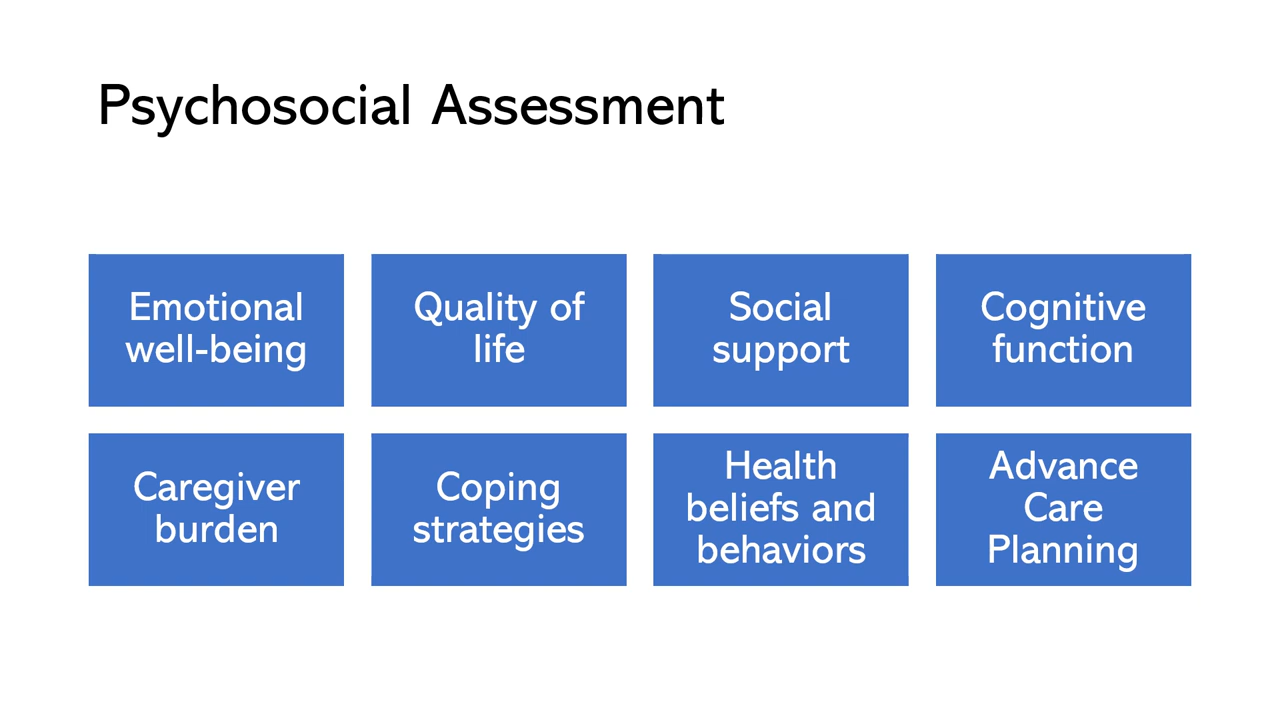 Psychosocial Assessment
Emotional
well-being
Quality of
life
Social
support
Cognitive
function
Caregiver
burden
Coping
strategies
Health
beliefs and
behaviors
Advance
Care
Planning